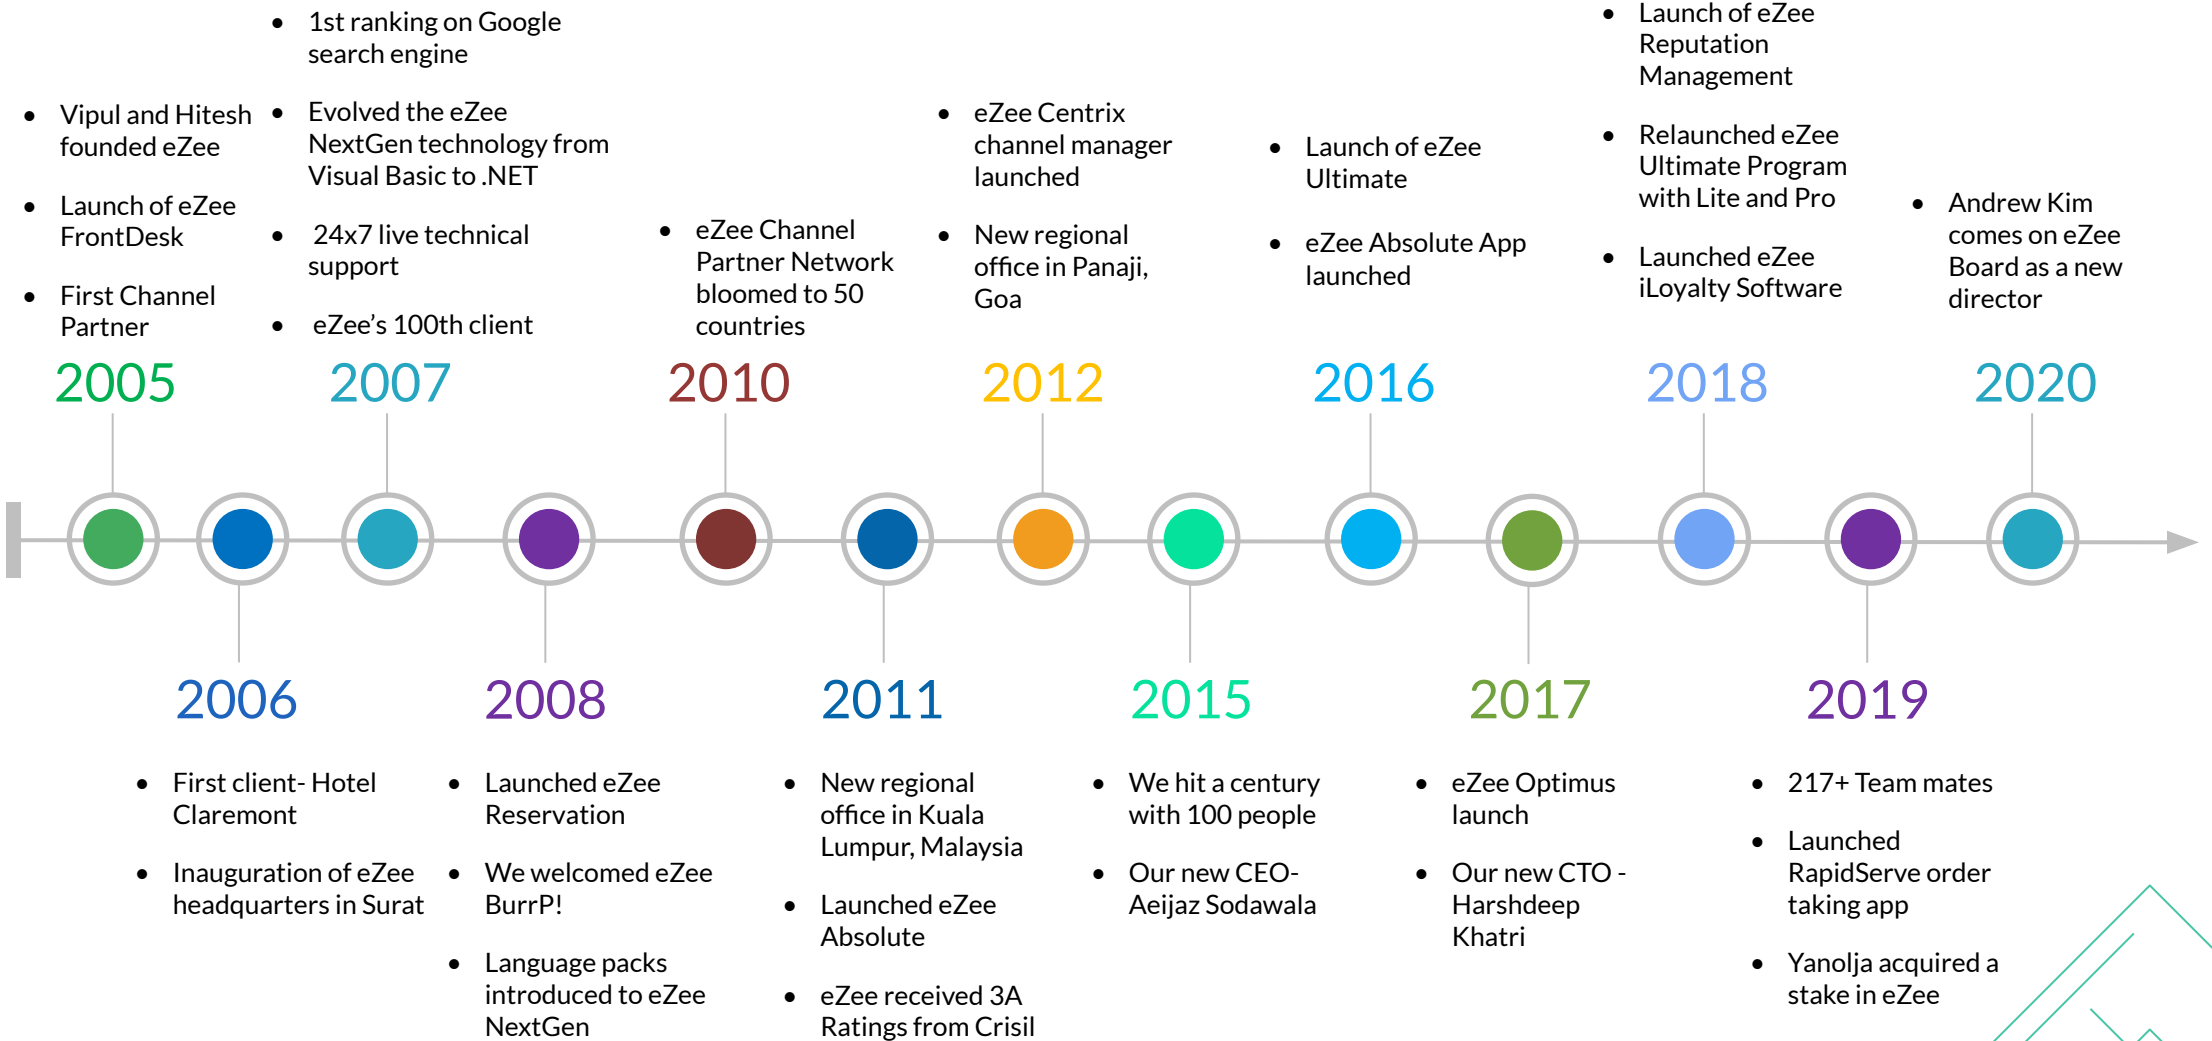 Vipul and Hitesh
founded eZee
Launch of eZee
FrontDesk
First Channel
Partner
2005
1st ranking on Google
search engine
Evolved the eZee
NextGen technology from
Visual Basic to .NET
24x7 live technical
support
eZee’s 100th client
2007
eZee Channel
Partner Network
bloomed to 50
countries
2010
eZee Centrix
channel manager
launched
New regional
office in Panaji,
Goa
2012
Launch of eZee
Ultimate
eZee Absolute App
launched
2016
Launch of eZee
Reputation
Management
Relaunched eZee
Ultimate Program
with Lite and Pro
Launched eZee
iLoyalty Software
2018
Andrew Kim
comes on eZee
Board as a new
director
2020
2006
First client- Hotel
Claremont
Inauguration of eZee
headquarters in Surat
2008
Launched eZee
Reservation
We welcomed eZee
BurrP!
Language packs
introduced to eZee
NextGen
2011
New regional
office in Kuala
Lumpur, Malaysia
Launched eZee
Absolute
eZee received 3A
Ratings from Crisil
2015
We hit a century
with 100 people
Our new CEO-
Aeijaz Sodawala
2017
eZee Optimus
launch
Our new CTO -
Harshdeep
Khatri
2019
217+ Team mates
Launched
RapidServe order
taking app
Yanolja acquired a
stake in eZee